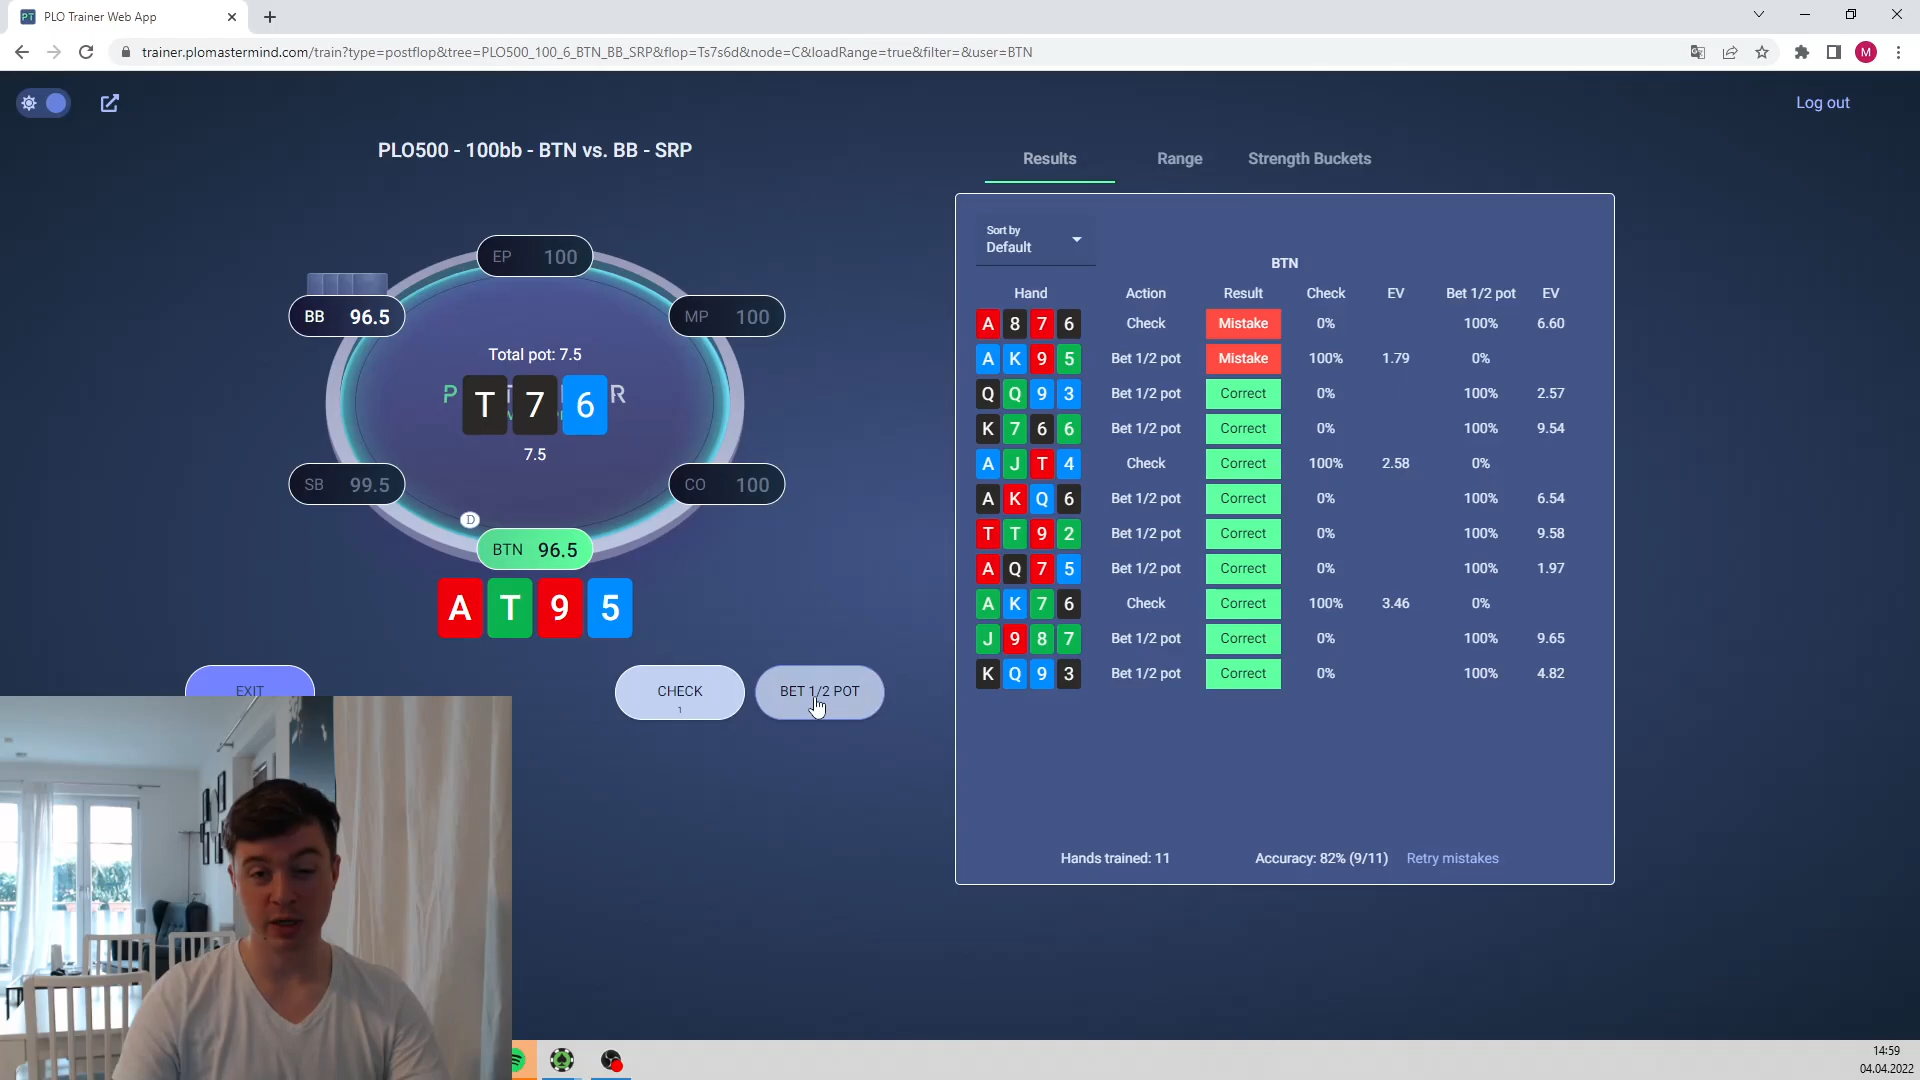 PT PLO Trainer Web App
trainer.plomastermind.com/train?type=postflop&tree=PLO500_100_6_BTN_BB_SRP&flop=Ts7s6d&node=C&loadRange=true&filter=&user=BTN
M
Log out
PLO500 - 100bb - BTN vs. BB - SRP
EP 100
BB 96.5
MP 100
Total pot: 7.5
P T 7 6 R
7.5
SB 99.5
CO 100
D
BTN 96.5
A T 9 5
EXIT
CHECK
1
BET 1/2 POT
Results Range Strength Buckets
Sort by
Default
BTN
Hand Action Result Check EV Bet 1/2 pot EV
A 8 7 6 Check Mistake 0% 100% 6.60
A K 9 5 Bet 1/2 pot Mistake 100% 1.79 0%
Q Q 9 3 Bet 1/2 pot Correct 0% 100% 2.57
K 7 6 6 Bet 1/2 pot Correct 0% 100% 9.54
A J T 4 Check Correct 100% 2.58 0%
A K Q 6 Bet 1/2 pot Correct 0% 100% 6.54
T T 9 2 Bet 1/2 pot Correct 0% 100% 9.58
A Q 7 5 Bet 1/2 pot Correct 0% 100% 1.97
A K 7 6 Check Correct 100% 3.46 0%
J 9 8 7 Bet 1/2 pot Correct 0% 100% 9.65
K Q 9 3 Bet 1/2 pot Correct 0% 100% 4.82
Hands trained: 11 Accuracy: 82% (9/11) Retry mistakes
14:59
04.04.2022